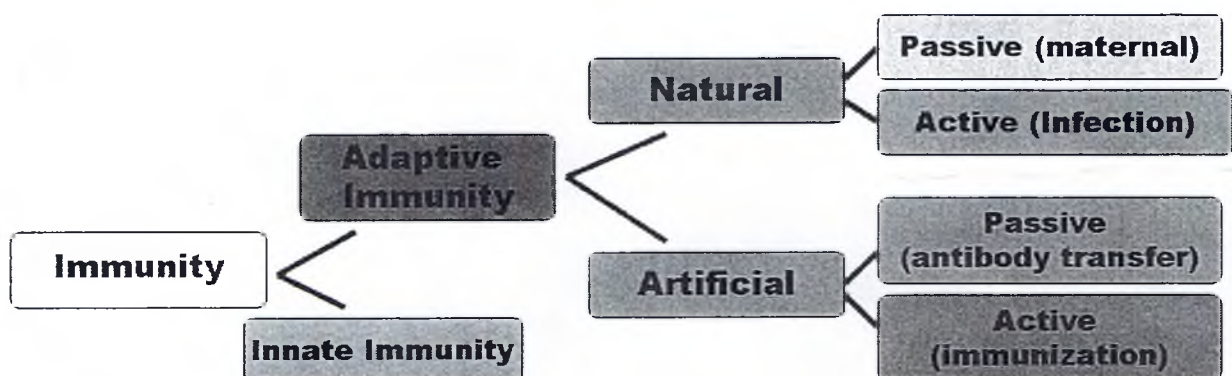 Immunity
Adaptive
Immunity
Innate Immunity
Natural
Artificial
Passive (maternal)
Active (Infection)
Passive
(antibody transfer)
Active
(immunization)